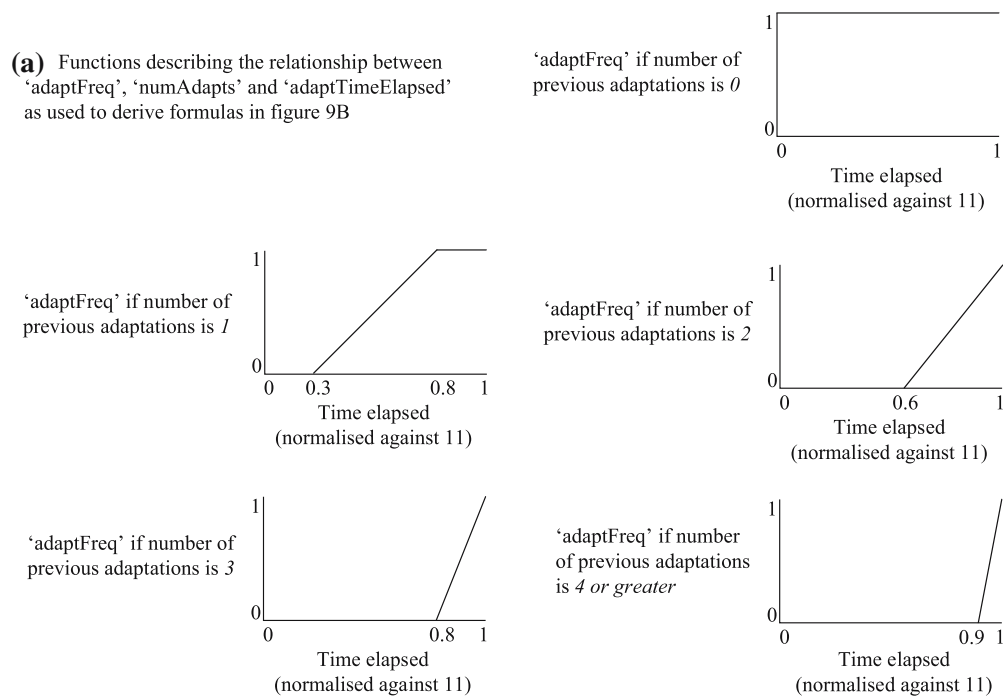 (a) Functions describing the relationship between
‘adaptFreq’, ‘numAdapts’ and ‘adaptTimeElapsed’
as used to derive formulas in figure 9B
‘adaptFreq’ if number of
previous adaptations is 0
1
0
0 1
Time elapsed
(normalised against 11)
‘adaptFreq’ if number of
previous adaptations is 1
1
0
0 0.3 0.8 1
Time elapsed
(normalised against 11)
‘adaptFreq’ if number of
previous adaptations is 2
1
0
0 0.6 1
Time elapsed
(normalised against 11)
‘adaptFreq’ if number of
previous adaptations is 3
1
0
0 0.8 1
Time elapsed
(normalised against 11)
‘adaptFreq’ if number
of previous adaptations
is 4 or greater
1
0
0 0.9 1
Time elapsed
(normalised against 11)